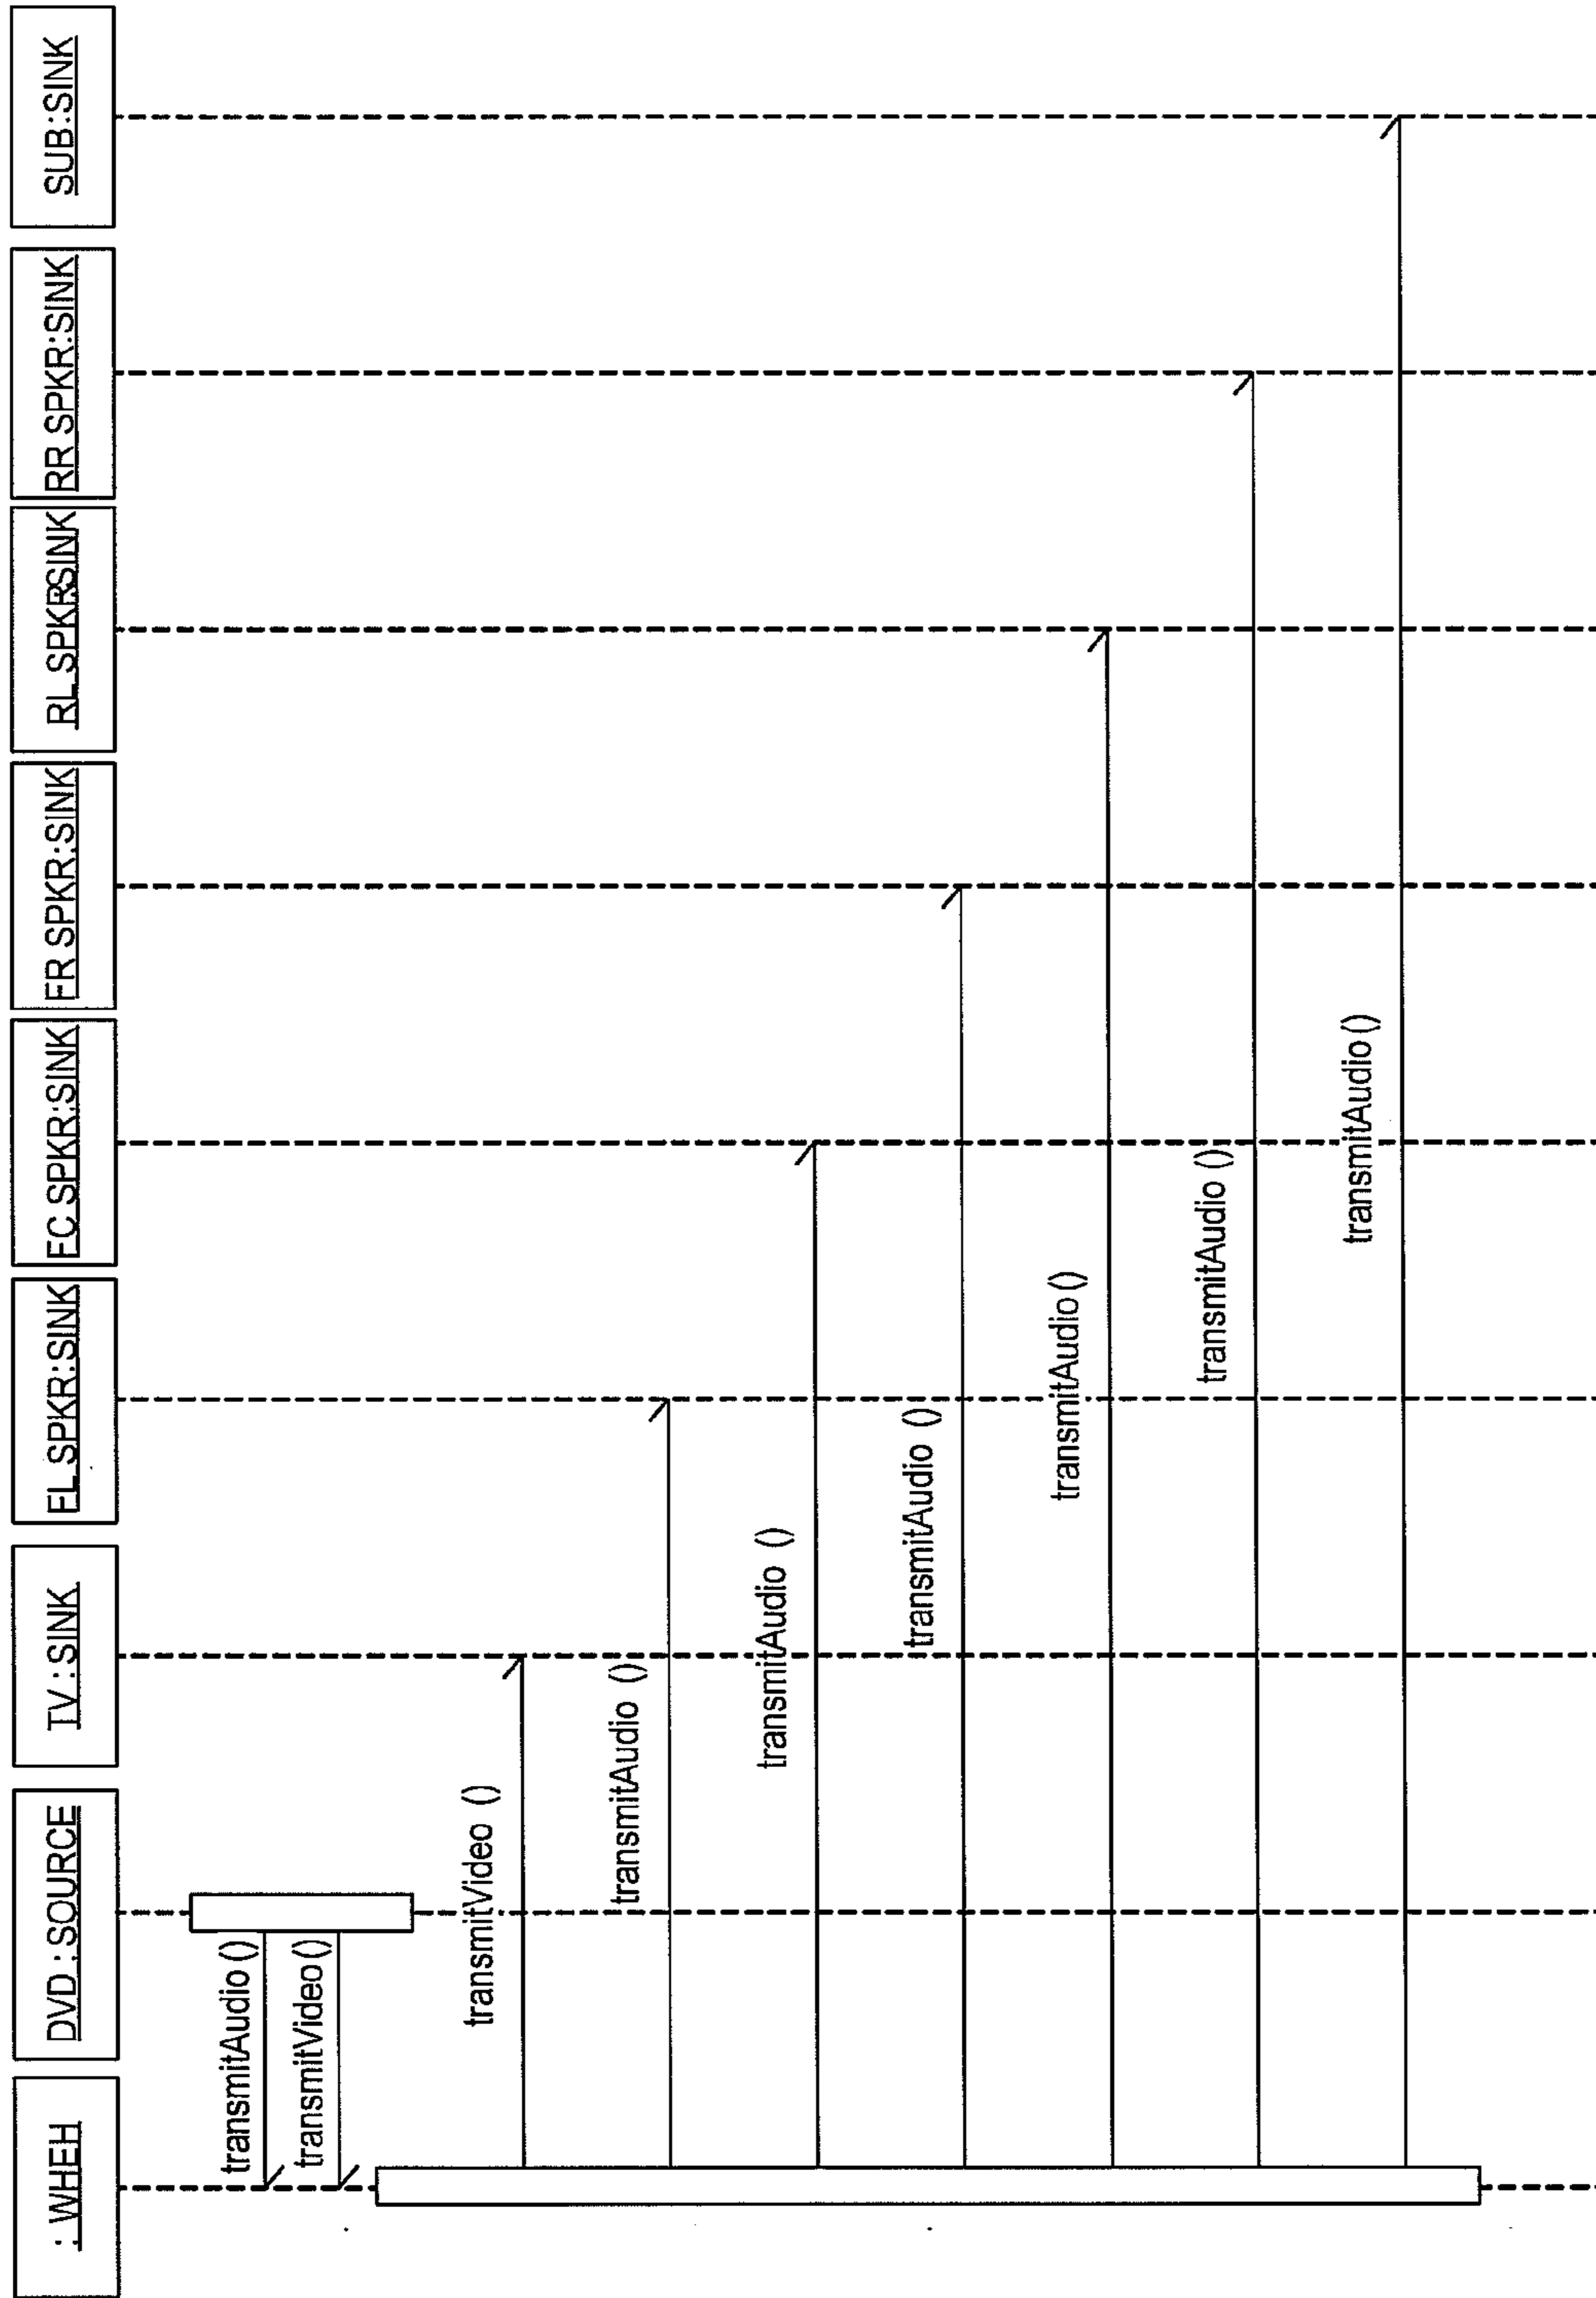 : WHEH
DVD : SOURCE
TV:SINK
FL SPKR:SINK
FC SPKR:SINK
FR SPKR:SINK
RL SPKR:SINK
RR SPKR:SINK
SUB:SINK
transmitAudio ()
transmitVideo ()
transmitVideo ()
transmitAudio ()
transmitAudio ()
transmitAudio ()
transmitAudio ()
transmitAudio ()
transmitAudio ()